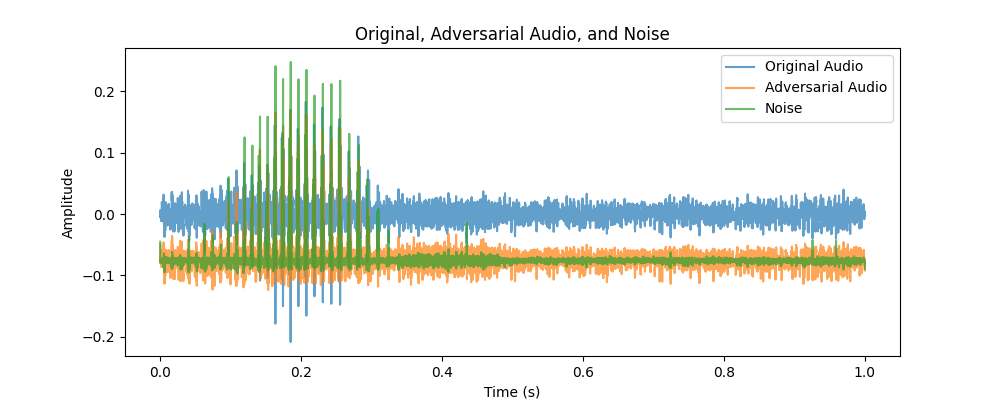 Original, Adversarial Audio, and Noise
Original Audio
Adversarial Audio
Noise
Amplitude
0.2
0.1
0.0
−0.1
−0.2
0.0
0.2
0.4
0.6
0.8
1.0
Time (s)